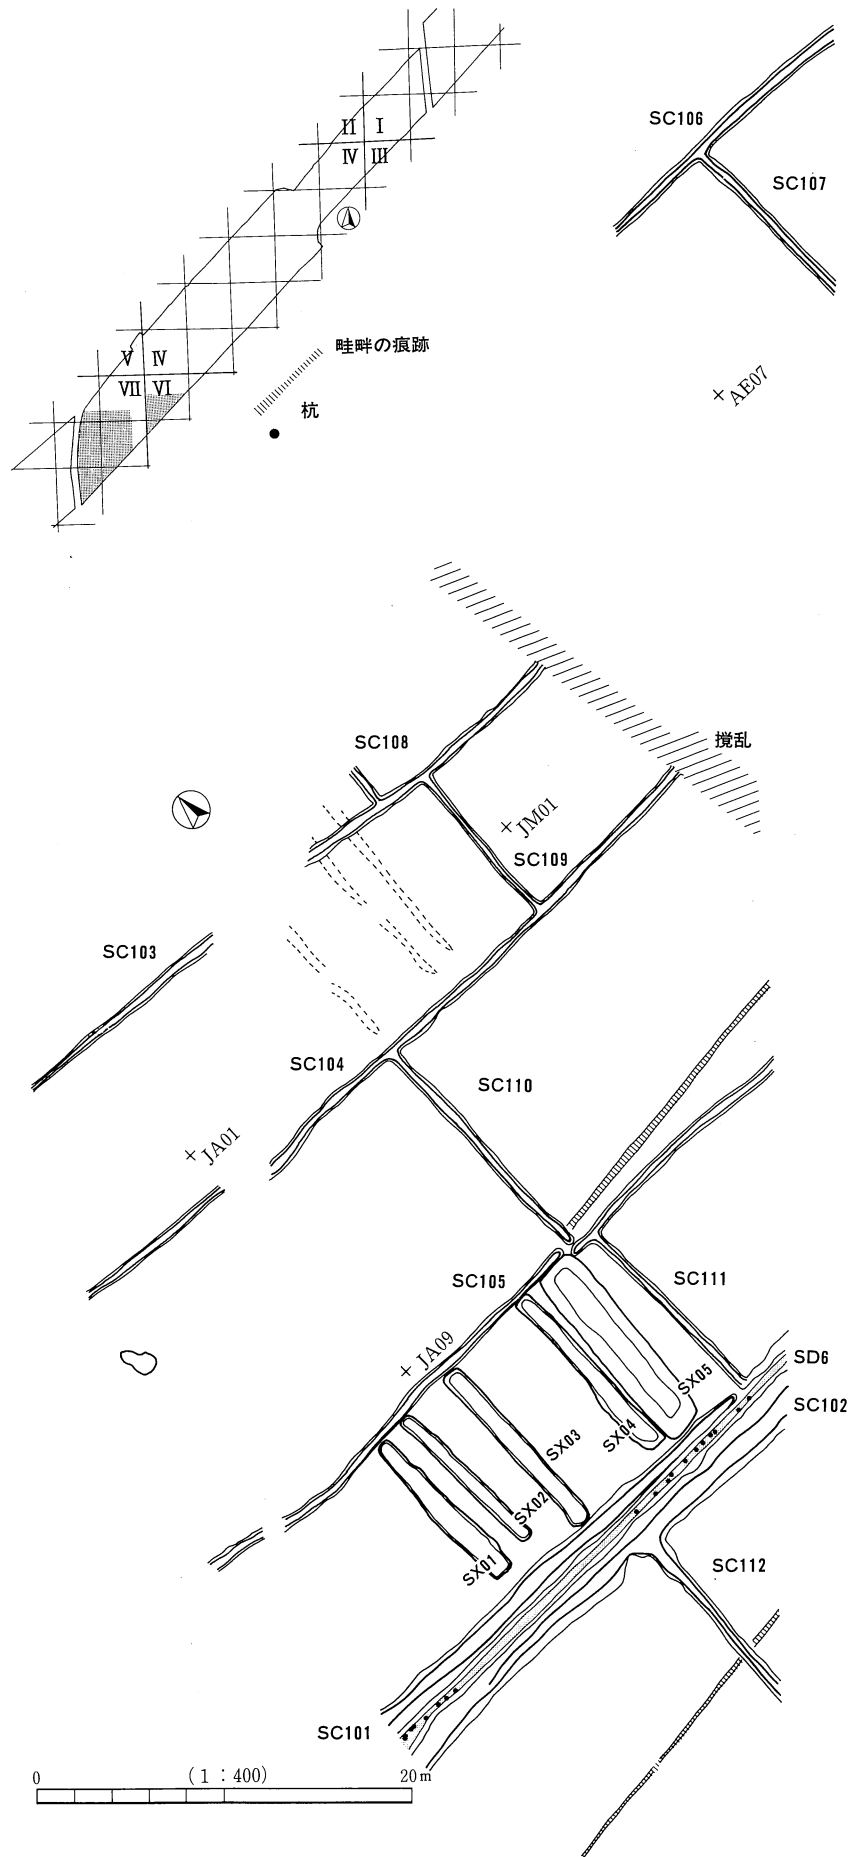 II I
IV III
V IV
VII VI
畦畔の痕跡
杭
SC106
SC107
AE07
撹乱
SC108
JM01
SC109
SC103
SC104
SC110
JA01
SC105
SC111
JA09
SD6
SX05
SC102
SX04
SX03
SX02
SX01
SC112
SC101
0 (1：400) 20m